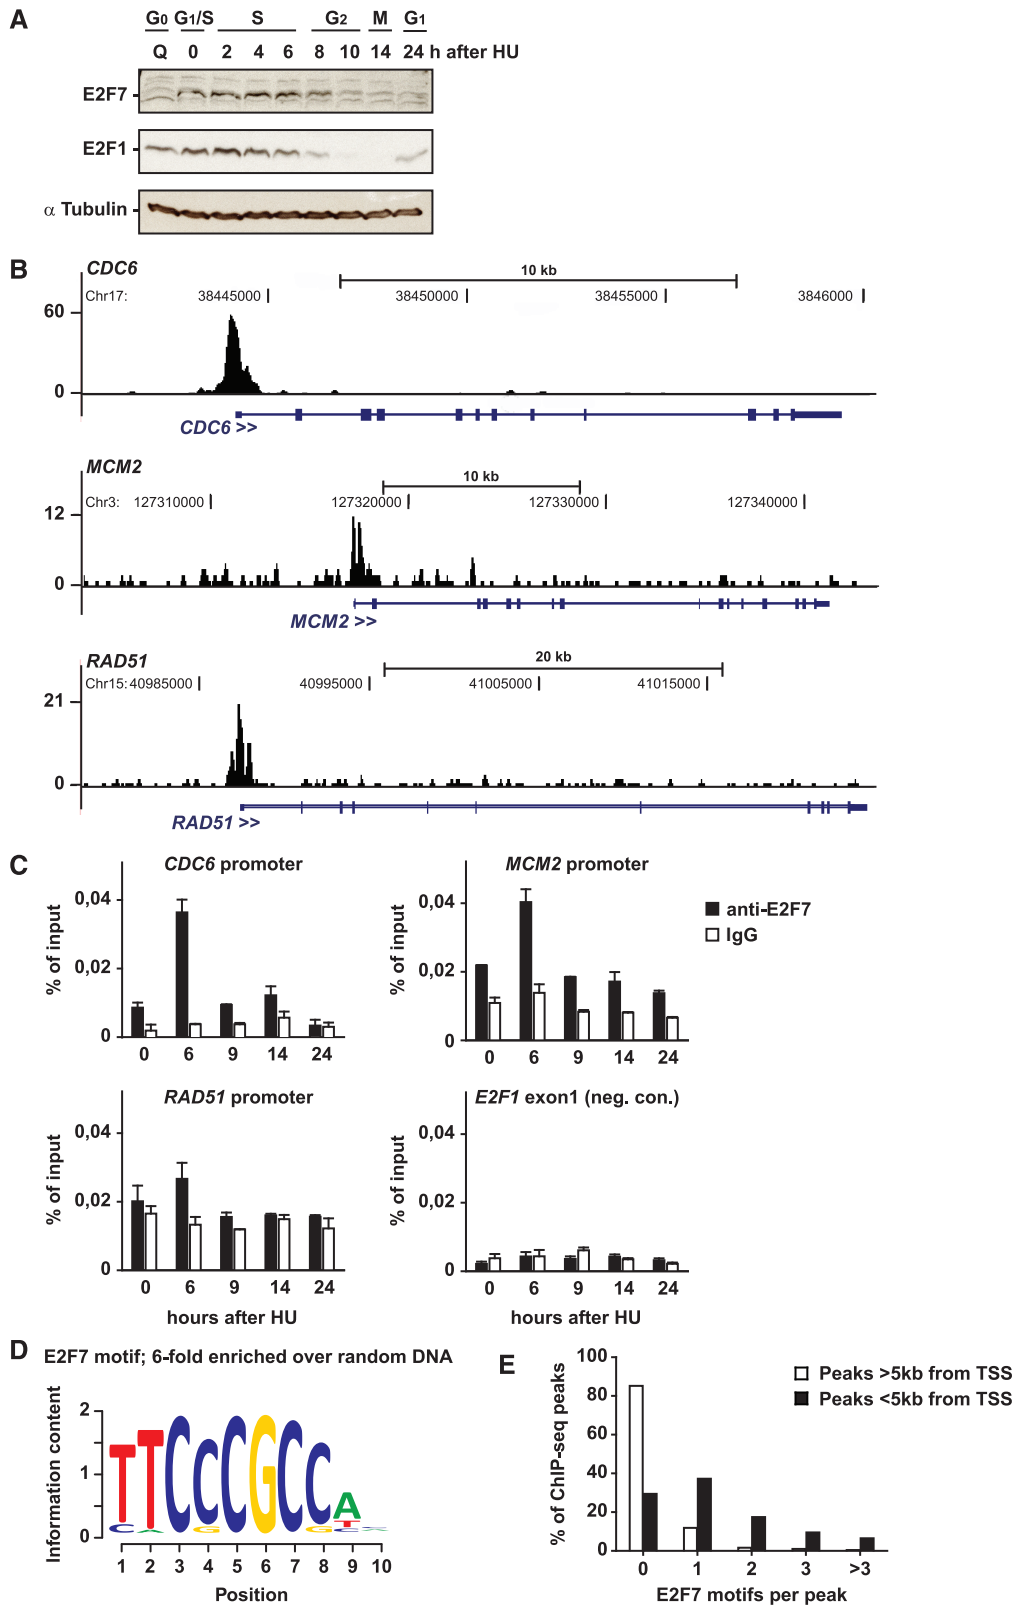 A
G0 G1/S S G2 M G1
Q 0 2 4 6 8 10 14 24 h after HU
E2F7
E2F1
α Tubulin
B
CDC6
10 kb
Chr17: 38445000 38450000 38455000 3846000
60
0
CDC6 >>
MCM2
10 kb
Chr3: 127310000 127320000 127330000 127340000
12
0
MCM2 >>
RAD51
20 kb
Chr15: 40985000 40995000 41005000 41015000
21
0
RAD51 >>
C
CDC6 promoter
% of input
0,04
0,02
0
0 6 9 14 24
MCM2 promoter
% of input
0,04
0,02
0
0 6 9 14 24
anti-E2F7
IgG
RAD51 promoter
% of input
0,04
0,02
0
0 6 9 14 24
hours after HU
E2F1 exon1 (neg. con.)
% of input
0,04
0,02
0
0 6 9 14 24
hours after HU
D
E2F7 motif; 6-fold enriched over random DNA
Information content
2
1
0
TTCCCGCCA
1 2 3 4 5 6 7 8 9 10
Position
E
% of ChIP-seq peaks
100
80
60
40
20
0
Peaks >5kb from TSS
Peaks <5kb from TSS
0 1 2 3 >3
E2F7 motifs per peak